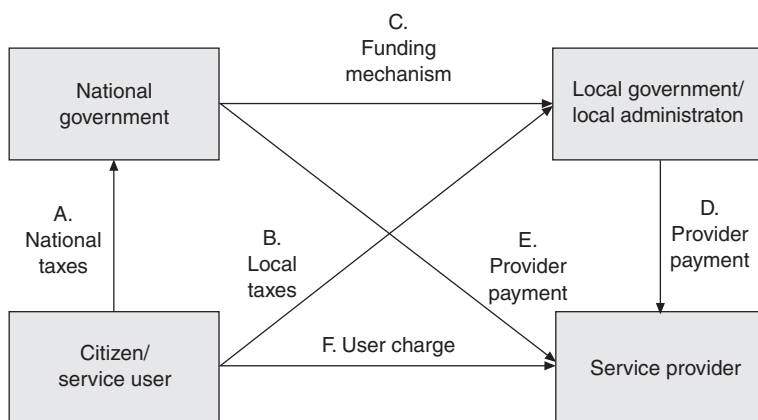 C.
Funding
mechanism
National
government
Local government/
local administraton
A.
National
taxes
B.
Local
taxes
E.
Provider
payment
D.
Provider
payment
Citizen/
service user
F. User charge
Service provider